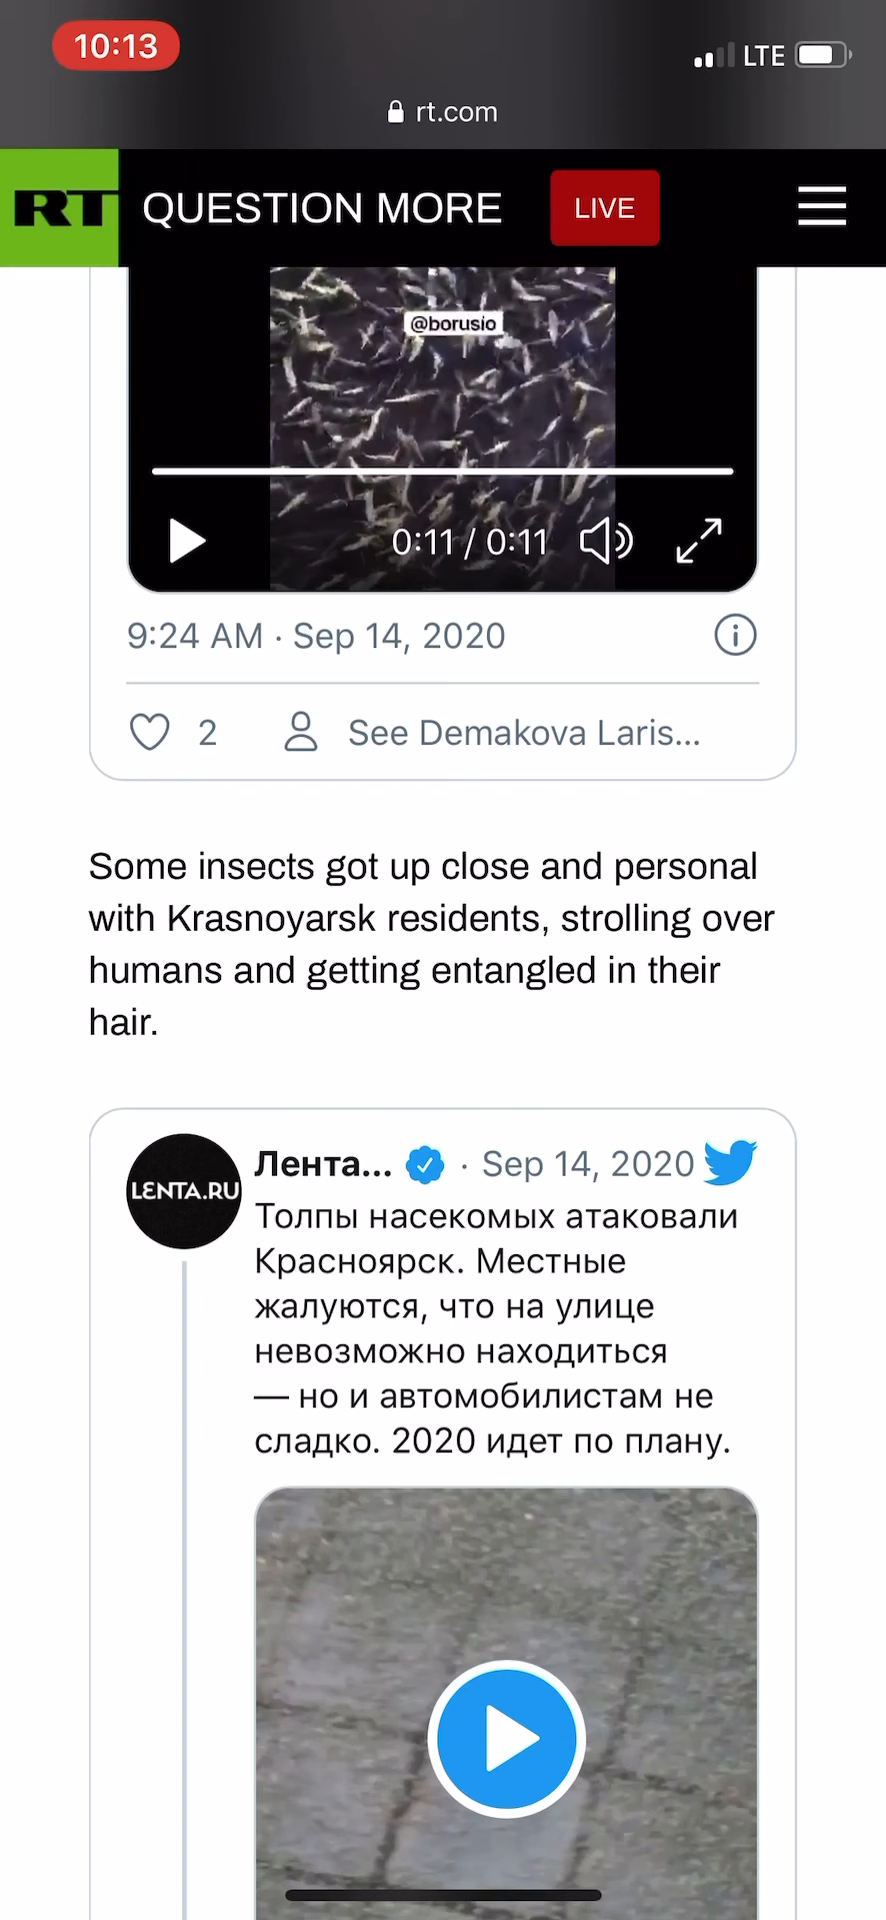 10:13
LTE
rt.com
RT QUESTION MORE LIVE
@borusio
0:11 / 0:11
9:24 AM · Sep 14, 2020
2 See Demakova Laris...
Some insects got up close and personal
with Krasnoyarsk residents, strolling over
humans and getting entangled in their
hair.
LENTA.RU
Лента... · Sep 14, 2020
Толпы насекомых атаковали
Красноярск. Местные
жалуются, что на улице
невозможно находиться
— но и автомобилистам не
сладко. 2020 идет по плану.